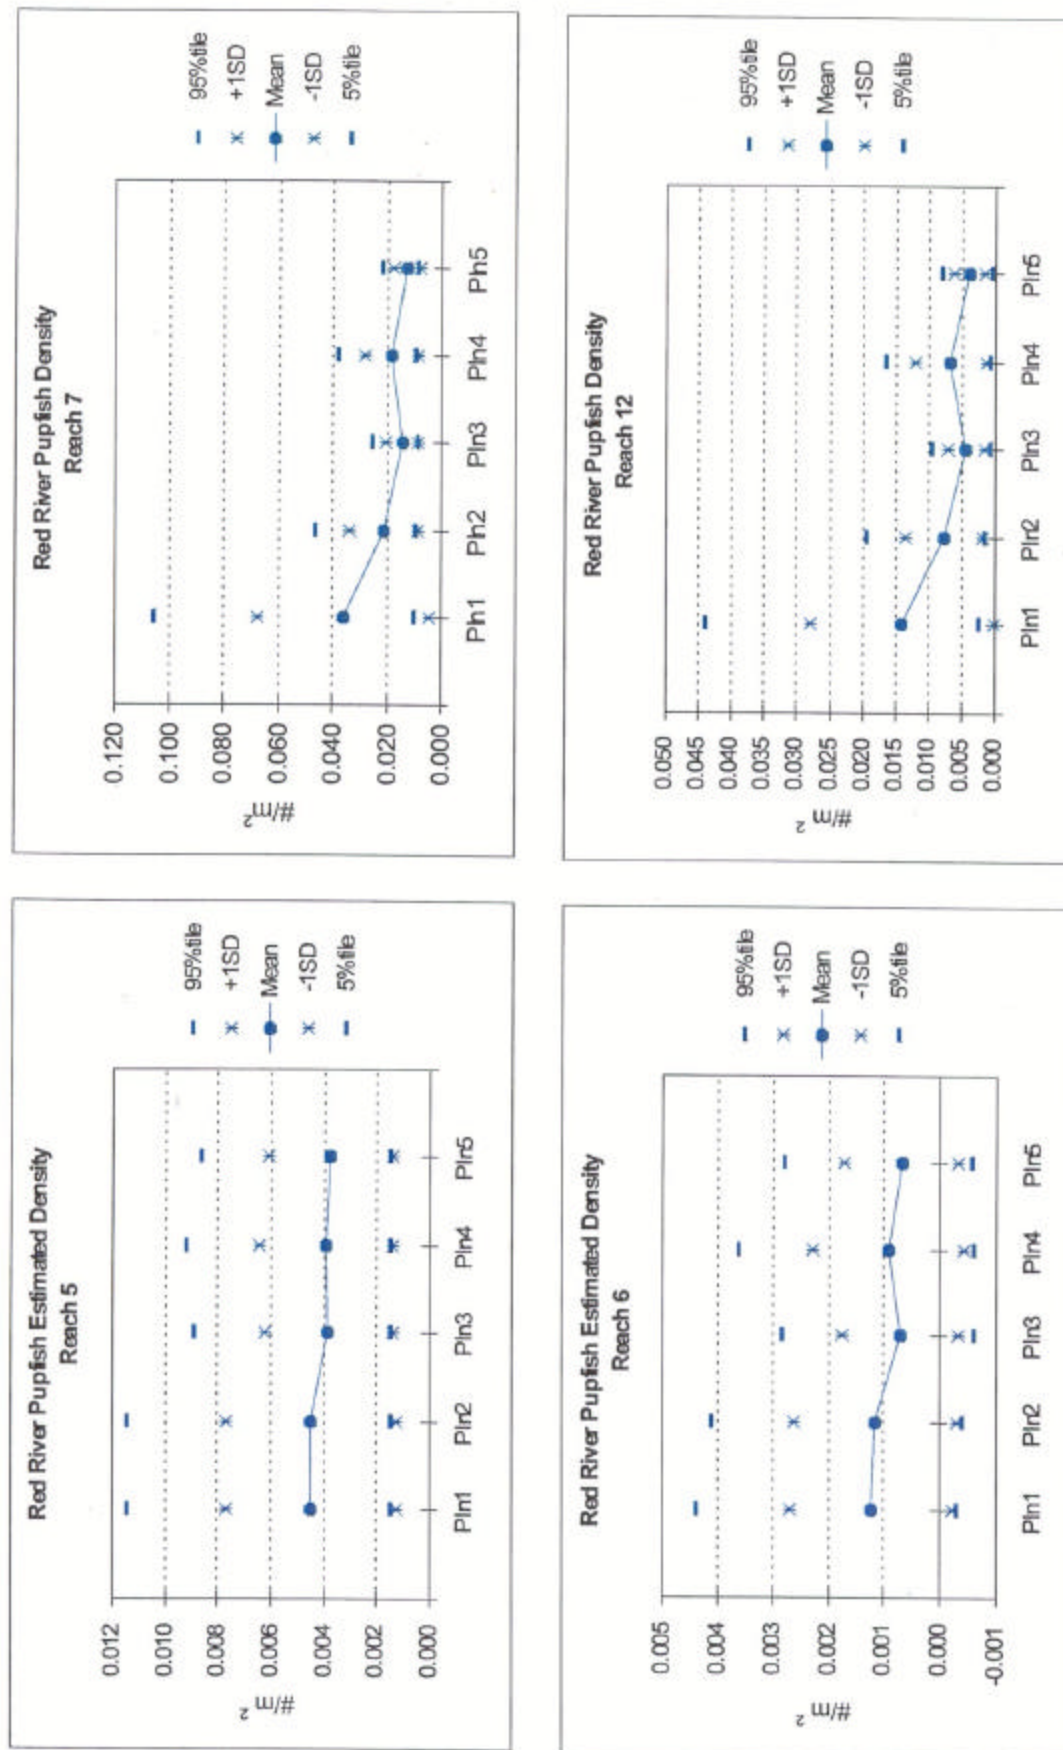 Red River Pupfish Estimated Density
Reach 5
#/m²
0.012
0.010
0.008
0.006
0.004
0.002
0.000
Pln1 Pln2 Pln3 Pln4 Pln5
95%tile
+1SD
Mean
-1SD
5%tile
Red River Pupfish Density
Reach 7
#/m²
0.120
0.100
0.080
0.060
0.040
0.020
0.000
Pln1 Pln2 Pln3 Pln4 Pln5
95%tile
+1SD
Mean
-1SD
5%tile
Red River Pupfish Estimated Density
Reach 6
#/m²
0.005
0.004
0.003
0.002
0.001
0.000
-0.001
Pln1 Pln2 Pln3 Pln4 Pln5
95%tile
+1SD
Mean
-1SD
5%tile
Red River Pupfish Density
Reach 12
#/m²
0.050
0.045
0.040
0.035
0.030
0.025
0.020
0.015
0.010
0.005
0.000
Pln1 Pln2 Pln3 Pln4 Pln5
95%tile
+1SD
Mean
-1SD
5%tile